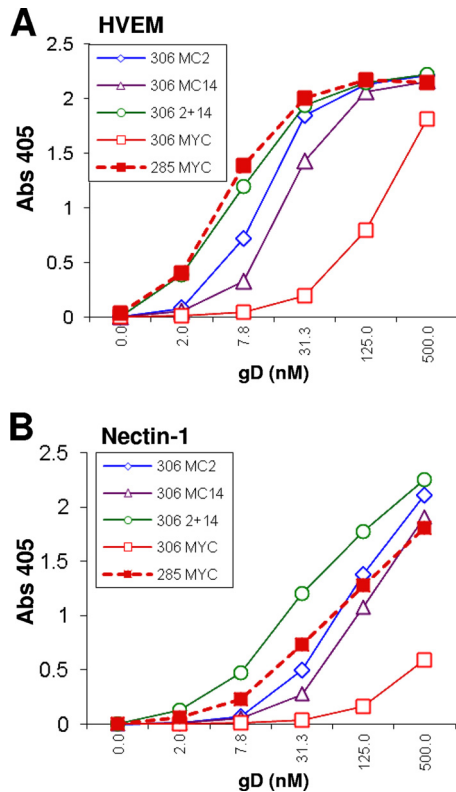 A
HVEM
2.5
2
1.5
1
0.5
0
Abs 405
306 MC2
306 MC14
306 2+14
306 MYC
285 MYC
0.0
2.0
7.8
31.3
125.0
500.0
gD (nM)
B
Nectin-1
2.5
2
1.5
1
0.5
0
Abs 405
306 MC2
306 MC14
306 2+14
306 MYC
285 MYC
0.0
2.0
7.8
31.3
125.0
500.0
gD (nM)